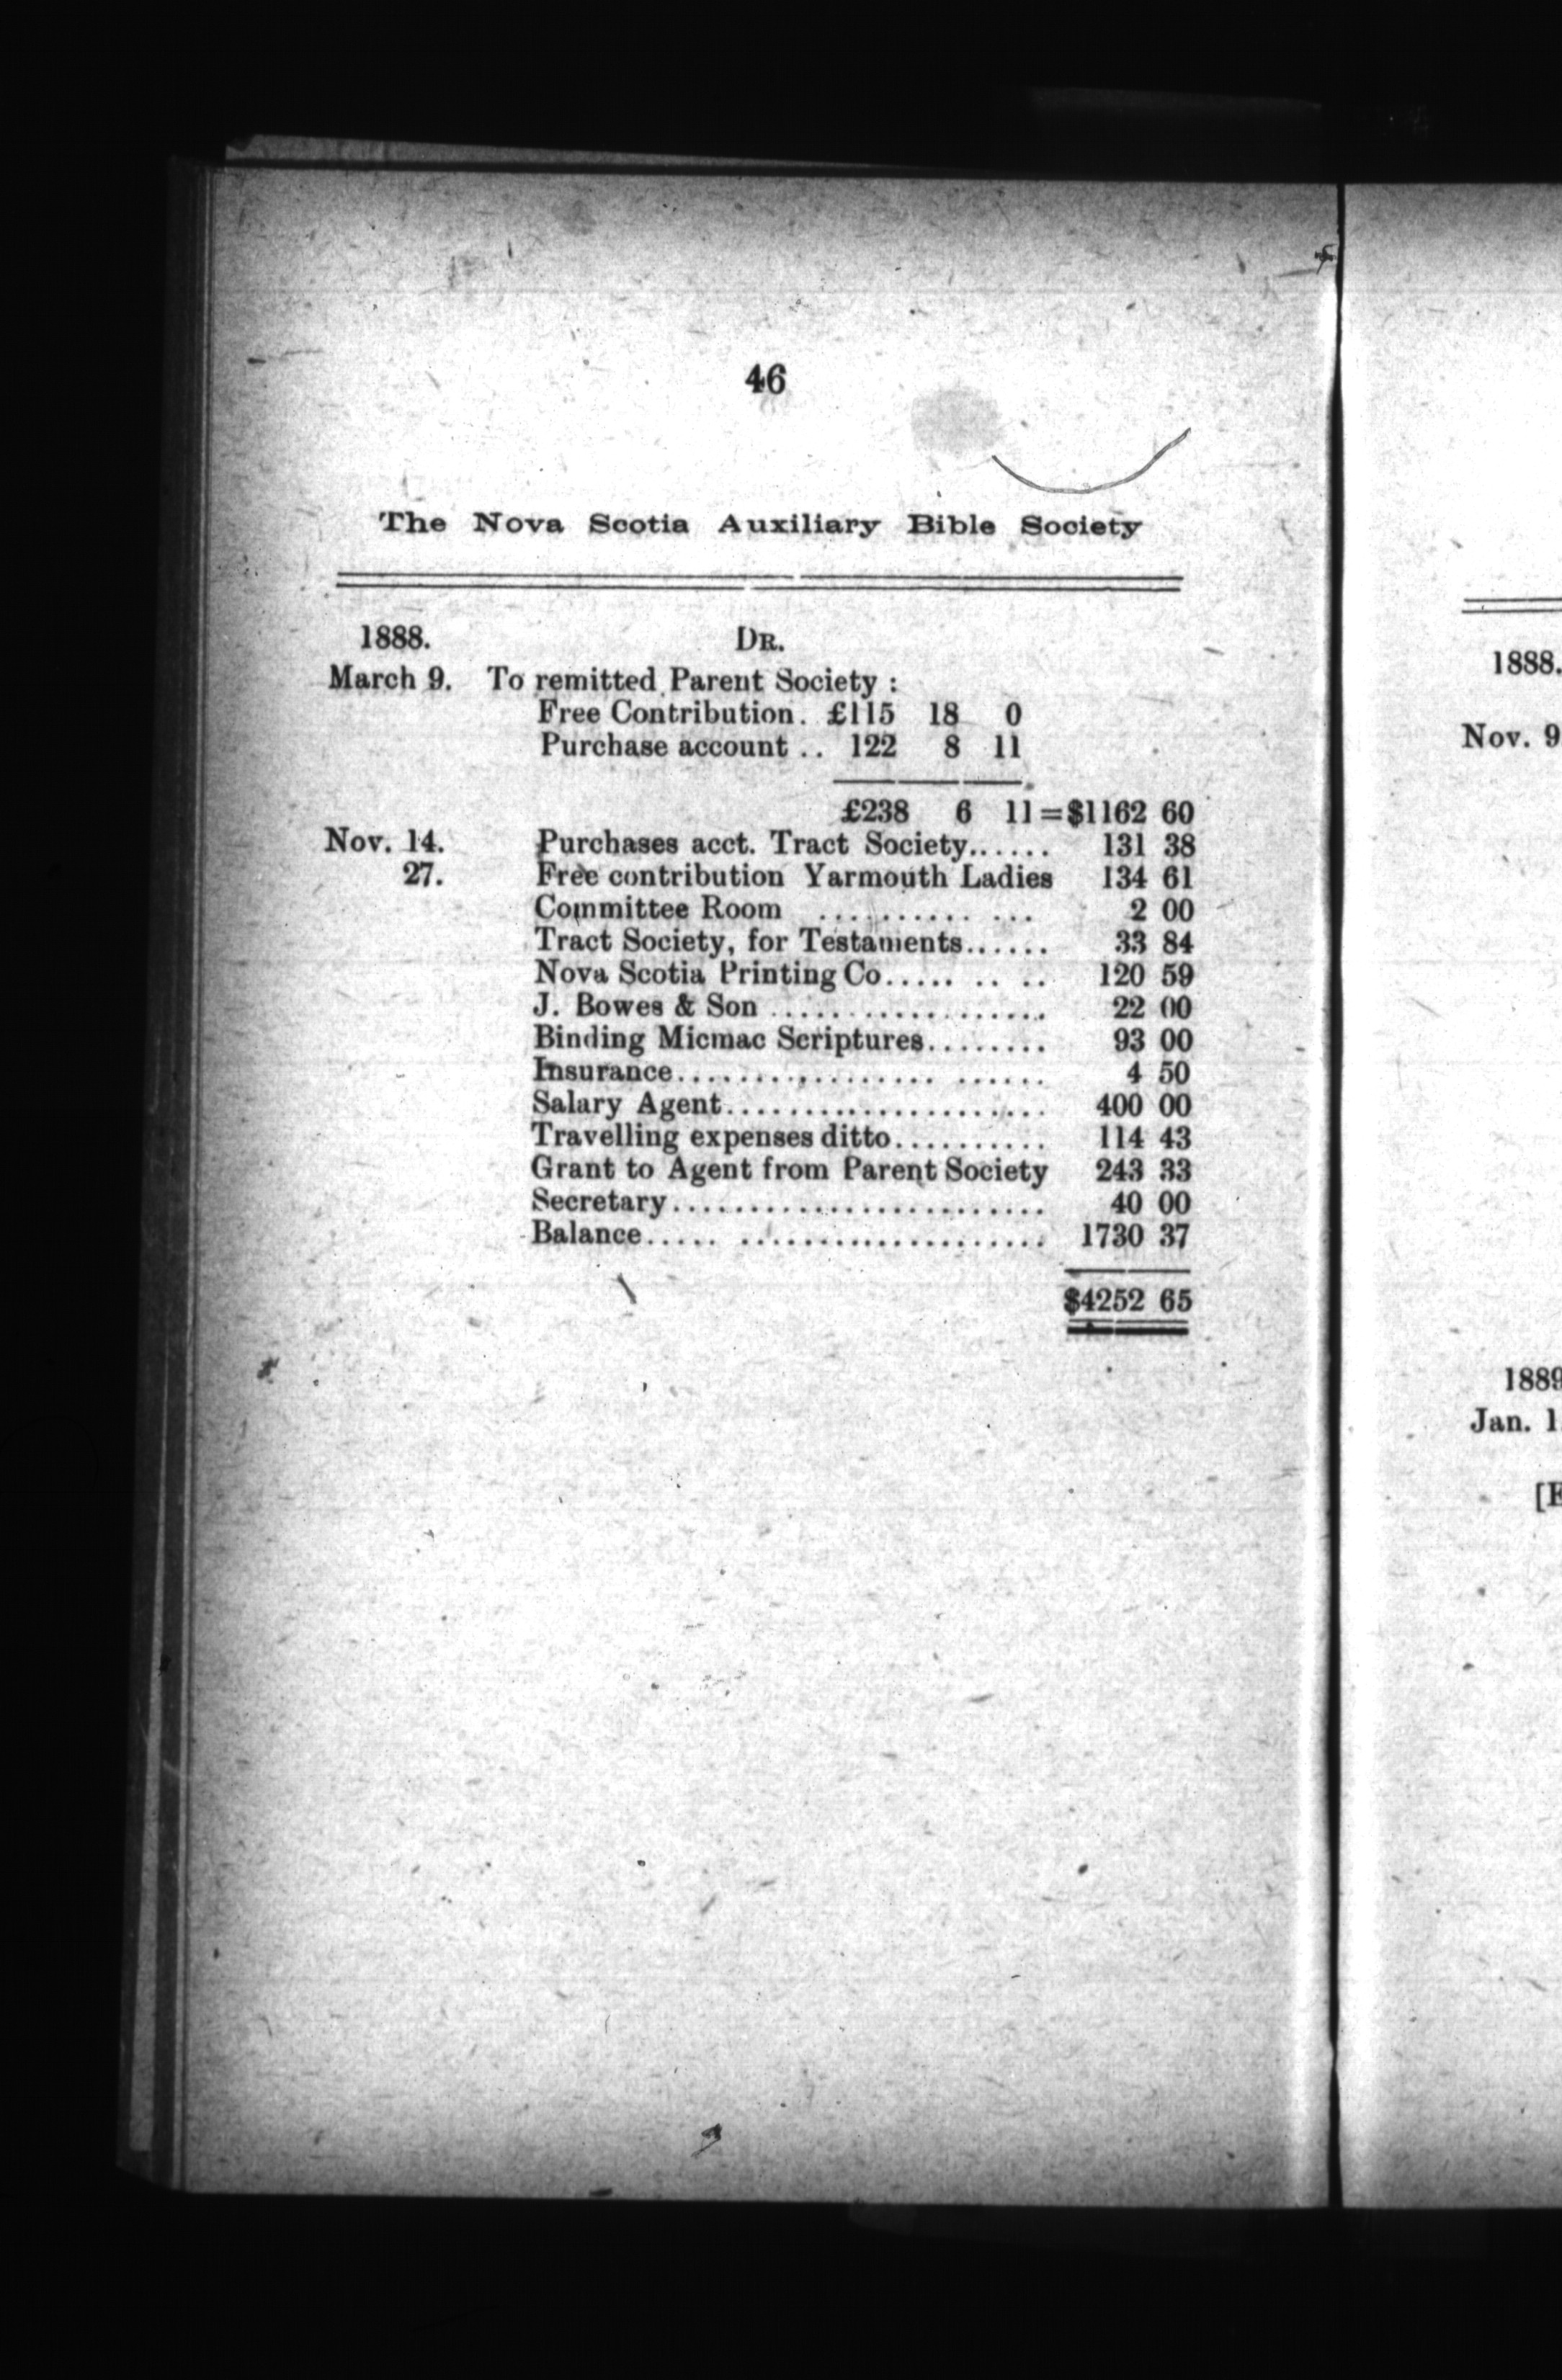 46
The Nova Scotia Auxiliary Bible Society
1888. DR.
March 9. To remitted Parent Society :
Free Contribution. £115 18 0
Purchase account .. 122 8 11
£238 6 11=$1162 60
Nov. 14. Purchases acct. Tract Society...... 131 38
27. Free contribution Yarmouth Ladies 134 61
Committee Room .......... ... 2 00
Tract Society, for Testaments...... 33 84
Nova Scotia Printing Co..... .. .. 120 59
J. Bowes & Son .................. 22 00
Binding Micmac Scriptures........ 93 00
Insurance................. ...... 4 50
Salary Agent..................... 400 00
Travelling expenses ditto.......... 114 43
Grant to Agent from Parent Society 243 33
Secretary........................ 40 00
Balance..... .................... 1730 37
$4252 65
1888.
Nov. 9
1889
Jan. 1.